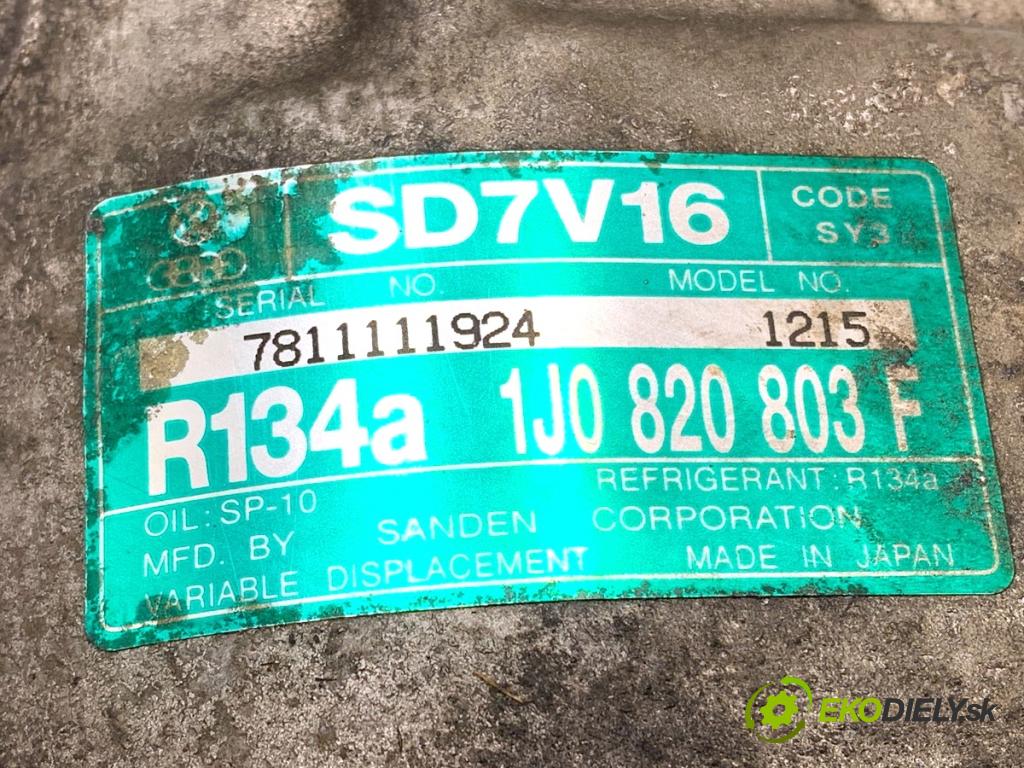 SD7V16
CODE
SY3
SERIAL NO. MODEL NO.
7811111924 1215
R134a 1J0 820 803 F
OIL: SP-10 REFRIGERANT: R134a
MFD. BY SANDEN CORPORATION
VARIABLE DISPLACEMENT MADE IN JAPAN
EKODIELY.sk